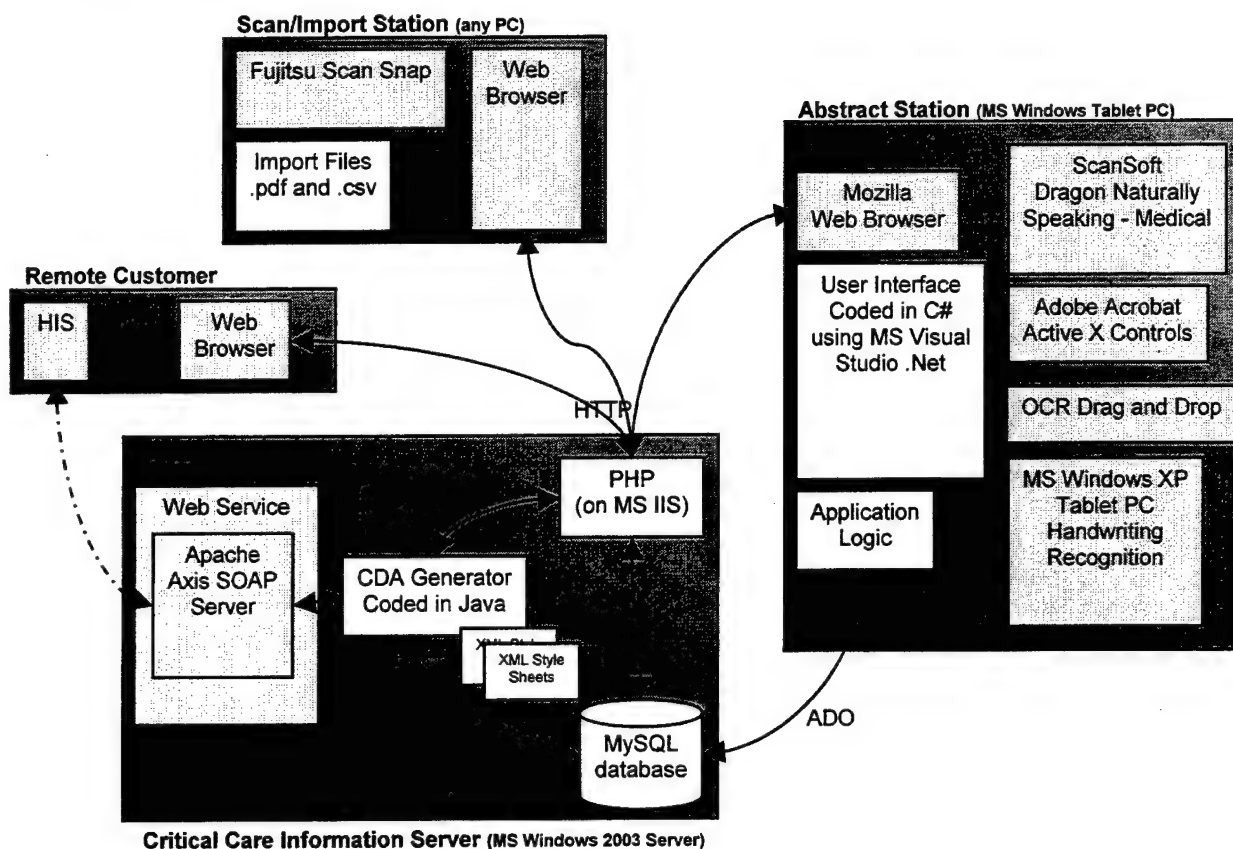 Scan/Import Station (any PC)
Fujitsu Scan Snap
Web
Browser
Import Files
.pdf and .csv
Abstract Station (MS Windows Tablet PC)
Mozilla
Web Browser
ScanSoft
Dragon Naturally
Speaking - Medical
User Interface
Coded in C#
using MS Visual
Studio .Net
Adobe Acrobat
Active X Controls
OCR Drag and Drop
Application
Logic
MS Windows XP
Tablet PC
Handwriting
Recognition
Remote Customer
HIS
Web
Browser
HTTP
PHP
(on MS IIS)
Web Service
Apache
Axis SOAP
Server
CDA Generator
Coded in Java
XML Style
Sheets
MySQL
database
ADO
Critical Care Information Server (MS Windows 2003 Server)